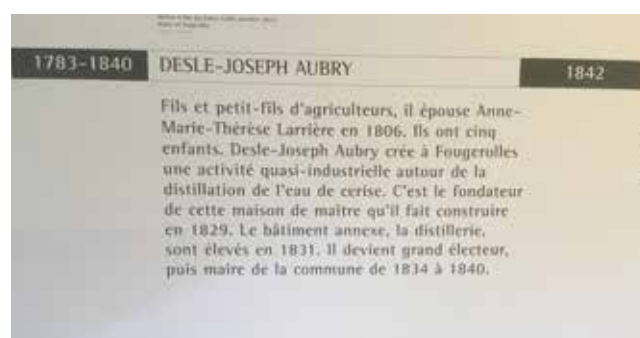 1783-1840 DESLE-JOSEPH AUBRY 1842
Fils et petit-fils d'agriculteurs, il épouse Anne-
Marie-Thérèse Larrière en 1806. Ils ont cinq
enfants. Desle-Joseph Aubry crée à Fougerolles
une activité quasi-industrielle autour de la
distillation de l'eau de cerise. C'est le fondateur
de cette maison de maître qu'il fait construire
en 1829. Le bâtiment annexe, la distillerie,
sont élevés en 1831. Il devient grand électeur,
puis maire de la commune de 1834 à 1840.